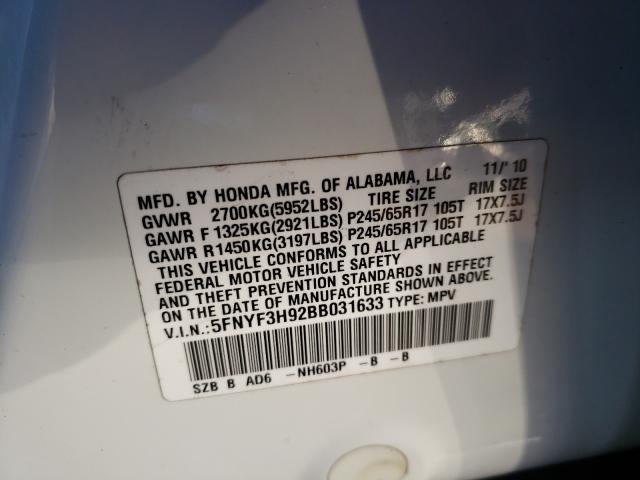 MFD. BY HONDA MFG. OF ALABAMA, LLC 11/'10
GVWR 2700KG(5952LBS) TIRE SIZE RIM SIZE
GAWR F 1325KG(2921LBS) P245/65R17 105T 17X7.5J
GAWR R 1450KG(3197LBS) P245/65R17 105T 17X7.5J
THIS VEHICLE CONFORMS TO ALL APPLICABLE
FEDERAL MOTOR VEHICLE SAFETY
AND THEFT PREVENTION STANDARDS IN EFFECT
ON THE DATE OF MANUFACTURE SHOWN ABOVE.
V.I.N.: 5FNYF3H92BB031633 TYPE: MPV
SZB B AD6 -NH603P -B -B